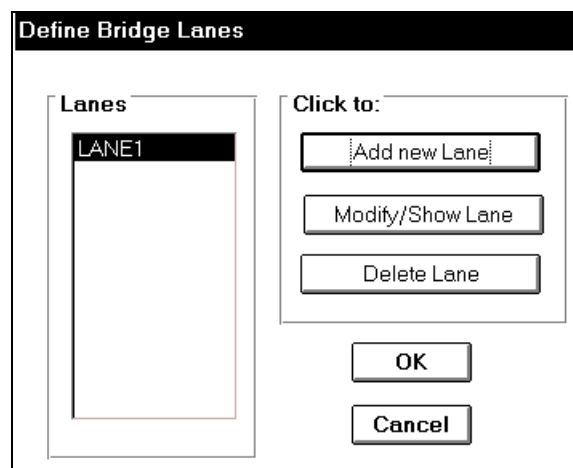 Define Bridge Lanes
Lanes
LANE1
Click to:
Add new Lane
Modify/Show Lane
Delete Lane
OK
Cancel